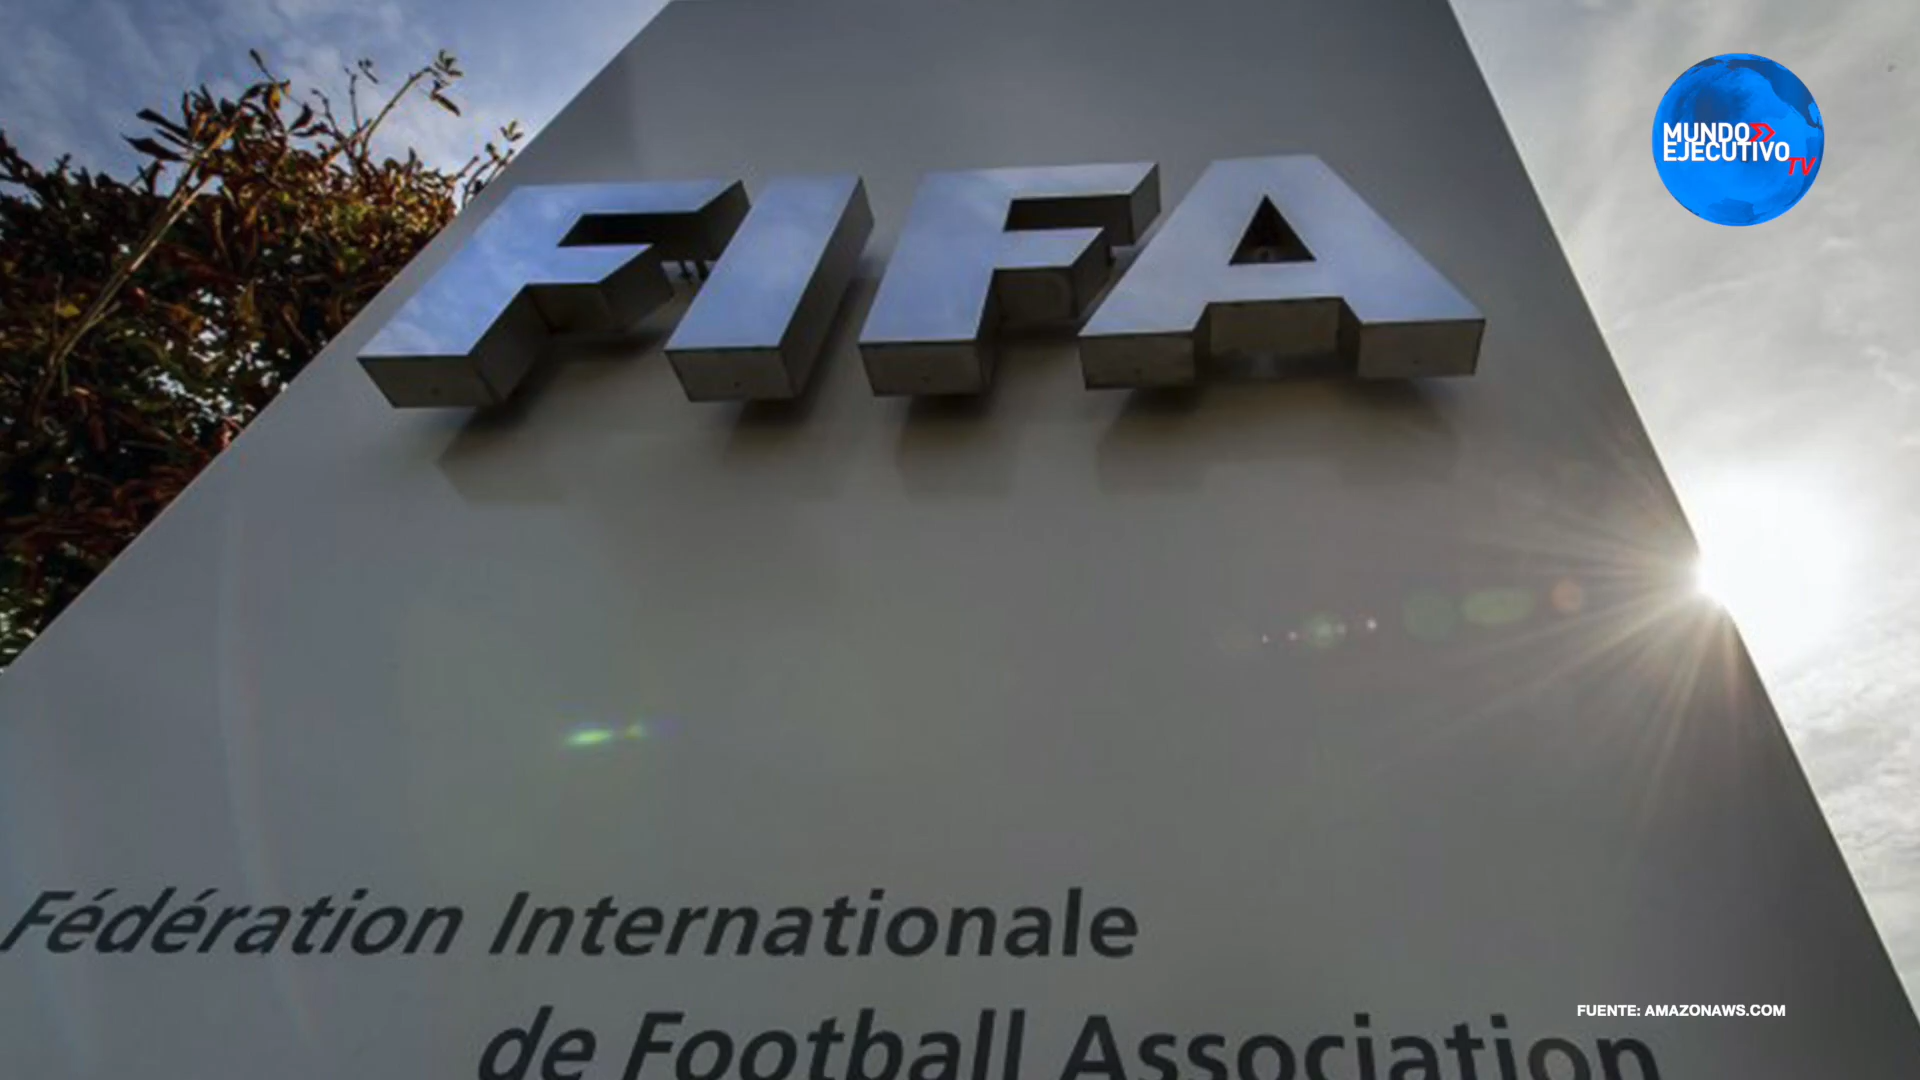 FIFA
MUNDO
EJECUTIVO
TV
Fédération Internationale
de Football Association
FUENTE: AMAZONAWS.COM